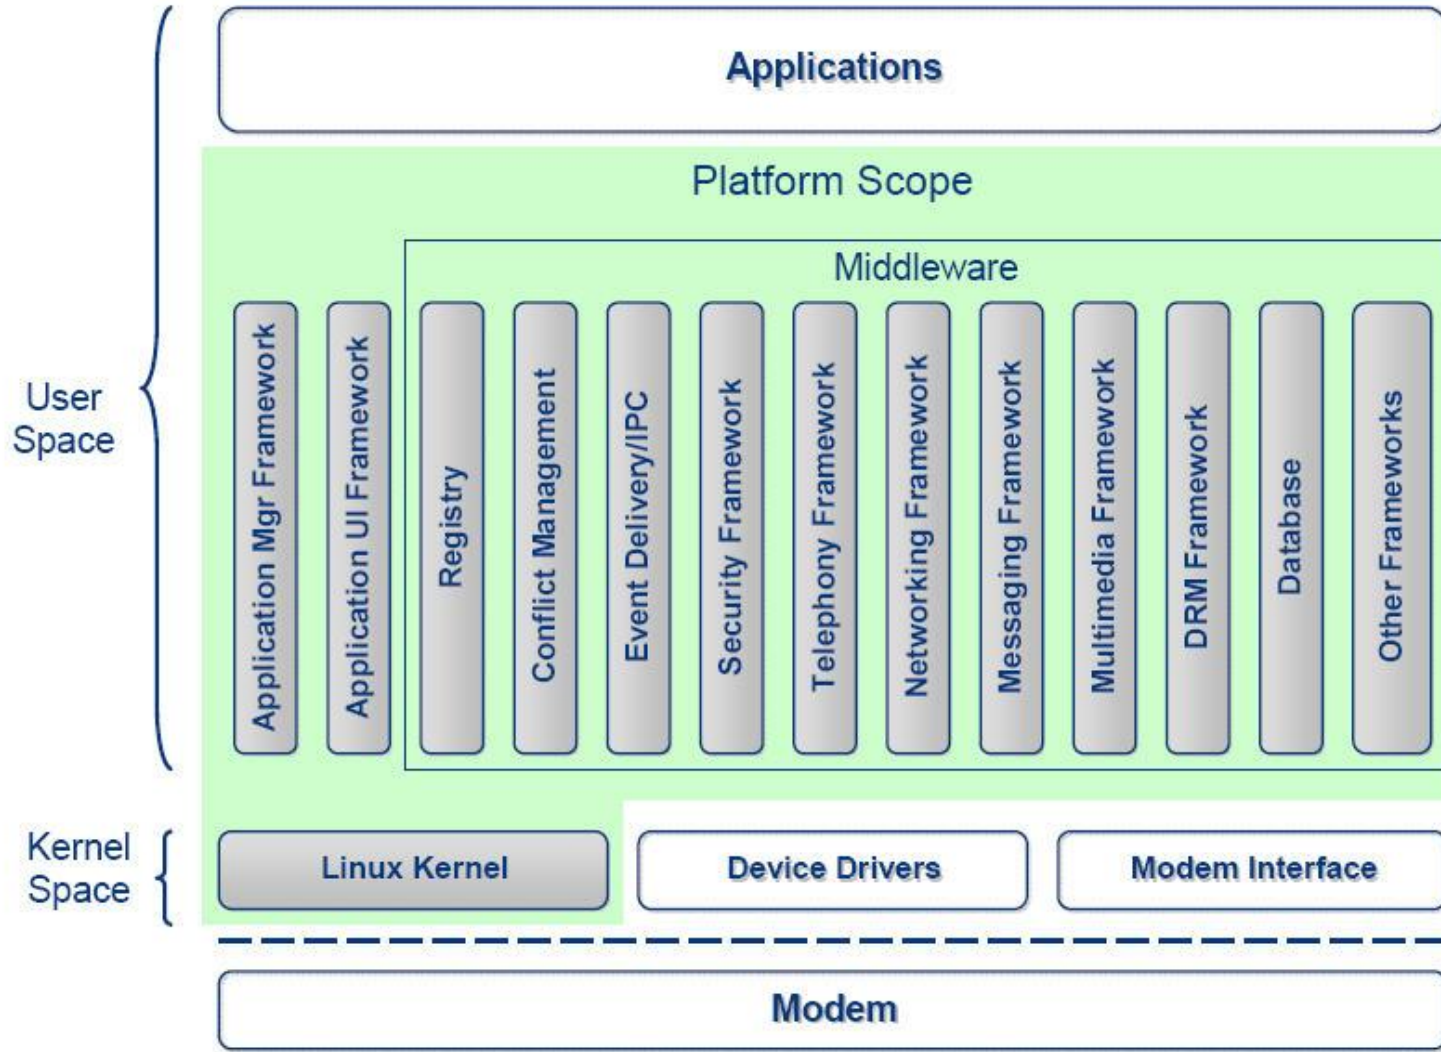 Applications
Platform Scope
Middleware
User
Space
Application Mgr Framework
Application UI Framework
Registry
Conflict Management
Event Delivery/IPC
Security Framework
Telephony Framework
Networking Framework
Messaging Framework
Multimedia Framework
DRM Framework
Database
Other Frameworks
Kernel
Space
Linux Kernel
Device Drivers
Modem Interface
Modem